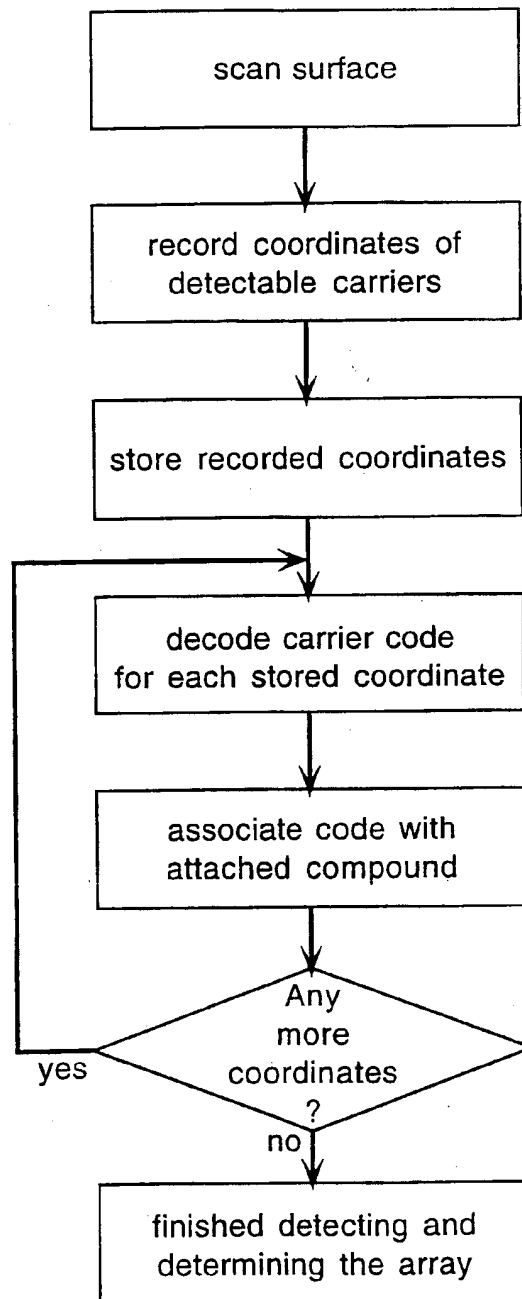 scan surface
record coordinates of
detectable carriers
store recorded coordinates
decode carrier code
for each stored coordinate
associate code with
attached compound
Any
more
coordinates
?
yes
no
finished detecting and
determining the array